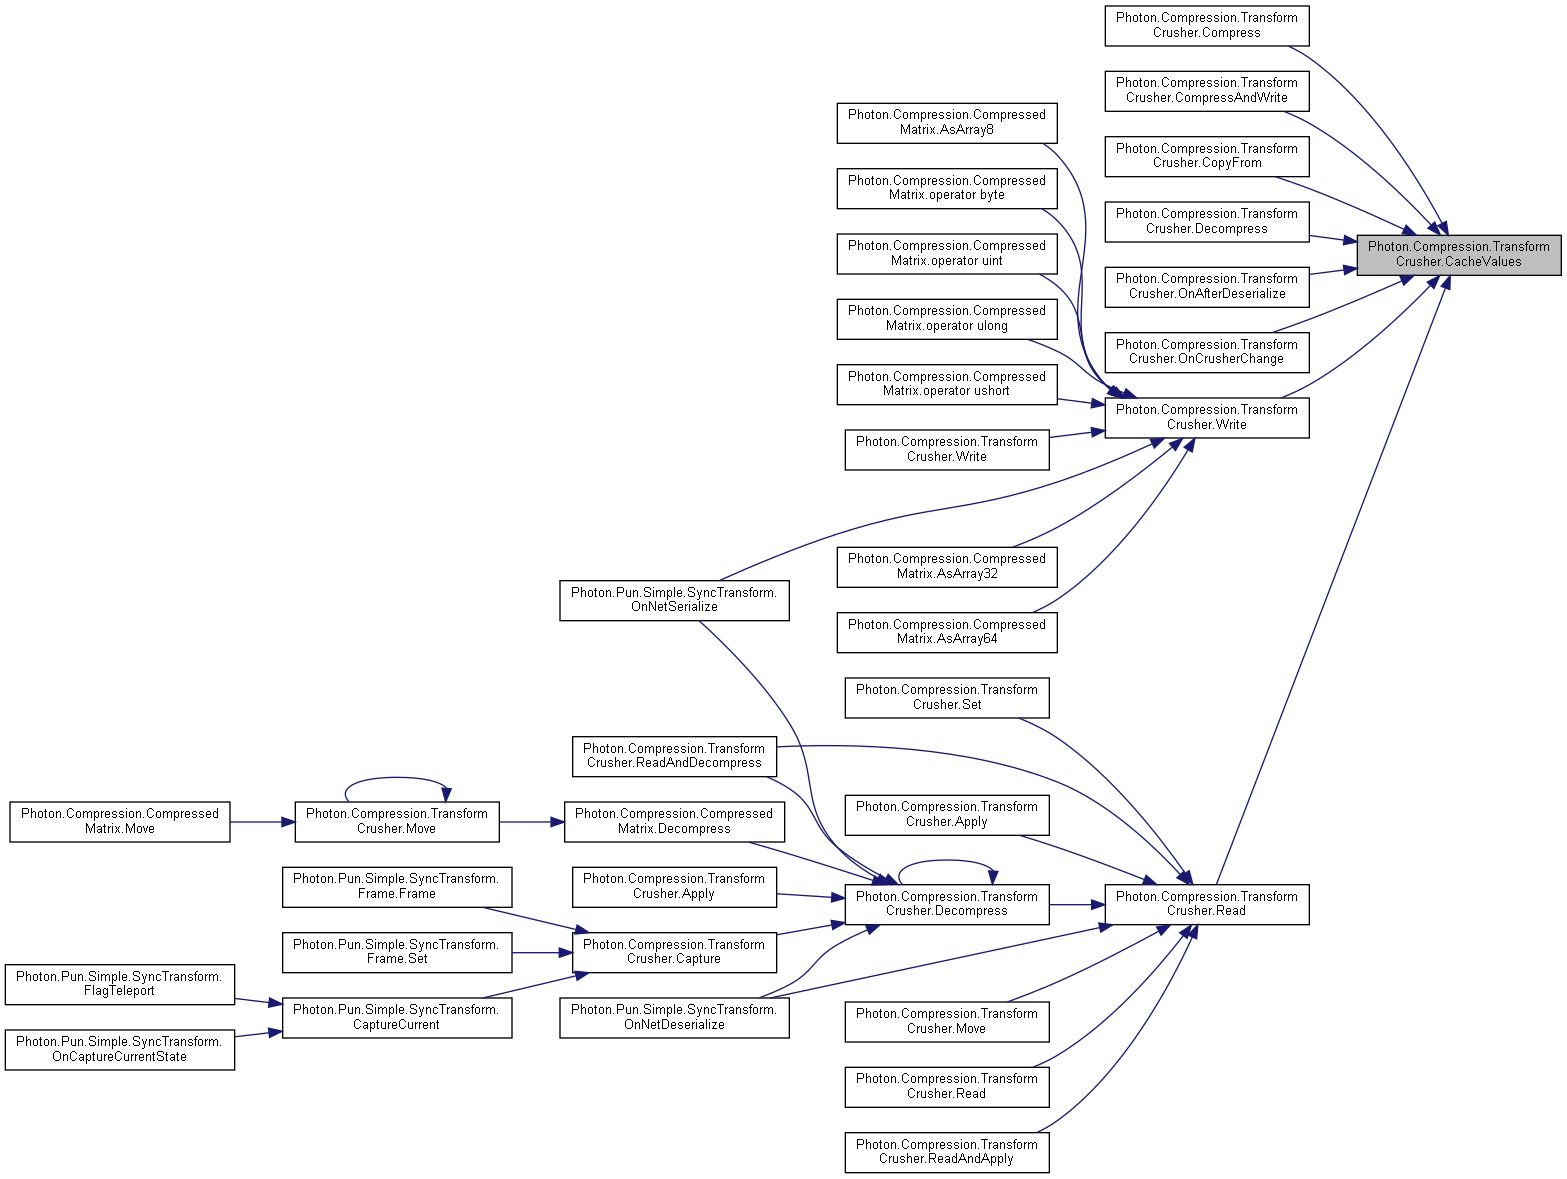 Photon.Compression.Transform
Crusher.Compress
Photon.Compression.Transform
Crusher.CompressAndWrite
Photon.Compression.Compressed
Matrix.AsArray8
Photon.Compression.Transform
Crusher.CopyFrom
Photon.Compression.Compressed
Matrix.operator byte
Photon.Compression.Transform
Crusher.Decompress
Photon.Compression.Transform
Crusher.CacheValues
Photon.Compression.Compressed
Matrix.operator uint
Photon.Compression.Transform
Crusher.OnAfterDeserialize
Photon.Compression.Compressed
Matrix.operator ulong
Photon.Compression.Transform
Crusher.OnCrusherChange
Photon.Compression.Compressed
Matrix.operator ushort
Photon.Compression.Transform
Crusher.Write
Photon.Compression.Transform
Crusher.Write
Photon.Compression.Compressed
Matrix.AsArray32
Photon.Pun.Simple.SyncTransform.
OnNetSerialize
Photon.Compression.Compressed
Matrix.AsArray64
Photon.Compression.Transform
Crusher.Set
Photon.Compression.Transform
Crusher.ReadAndDecompress
Photon.Compression.Compressed
Matrix.Move
Photon.Compression.Transform
Crusher.Move
Photon.Compression.Compressed
Matrix.Decompress
Photon.Compression.Transform
Crusher.Apply
Photon.Pun.Simple.SyncTransform.
Frame.Frame
Photon.Compression.Transform
Crusher.Apply
Photon.Compression.Transform
Crusher.Decompress
Photon.Compression.Transform
Crusher.Read
Photon.Pun.Simple.SyncTransform.
Frame.Set
Photon.Compression.Transform
Crusher.Capture
Photon.Pun.Simple.SyncTransform.
FlagTeleport
Photon.Pun.Simple.SyncTransform.
CaptureCurrent
Photon.Pun.Simple.SyncTransform.
OnNetDeserialize
Photon.Compression.Transform
Crusher.Move
Photon.Pun.Simple.SyncTransform.
OnCaptureCurrentState
Photon.Compression.Transform
Crusher.Read
Photon.Compression.Transform
Crusher.ReadAndApply